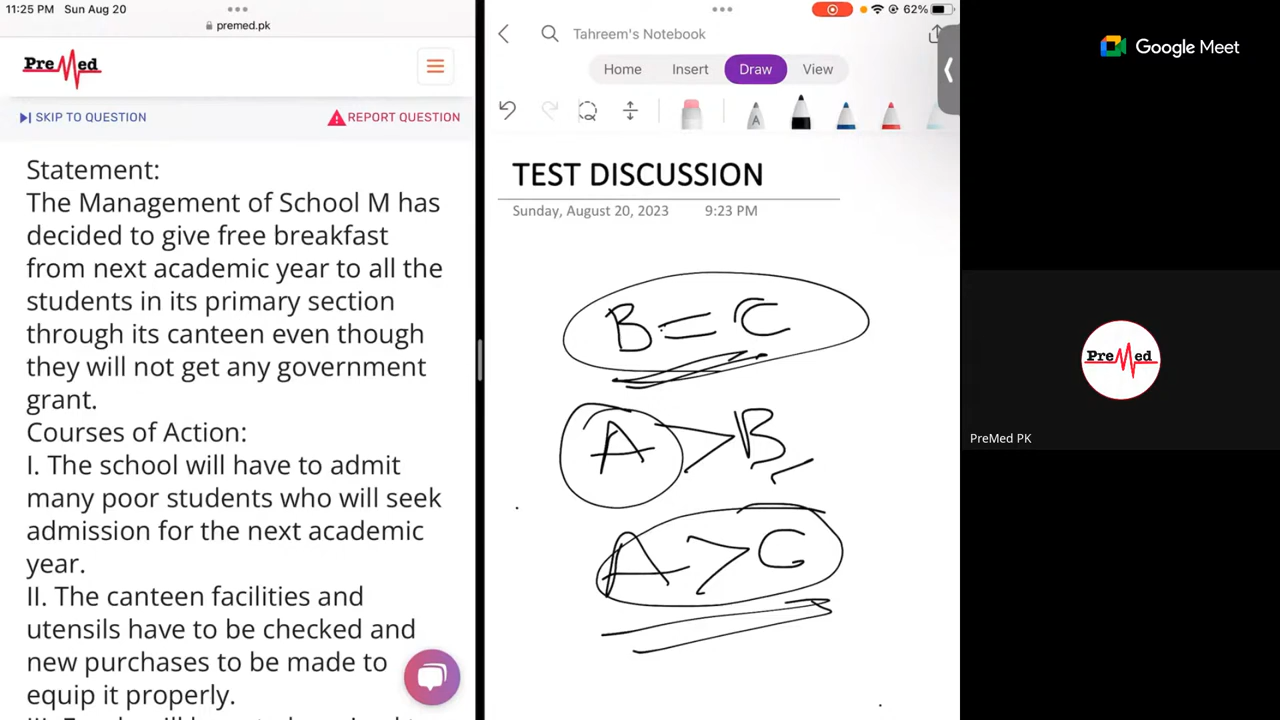 11:25 PM Sun Aug 20
premed.pk
PreMed
SKIP TO QUESTION
REPORT QUESTION
Statement:
The Management of School M has
decided to give free breakfast
from next academic year to all the
students in its primary section
through its canteen even though
they will not get any government
grant.
Courses of Action:
I. The school will have to admit
many poor students who will seek
admission for the next academic
year.
II. The canteen facilities and
utensils have to be checked and
new purchases to be made to
equip it properly.
62%
Tahreem's Notebook
Home Insert Draw View
A
TEST DISCUSSION
Sunday, August 20, 2023 9:23 PM
B = C
A > B
A > C
Google Meet
PreMed
PreMed PK